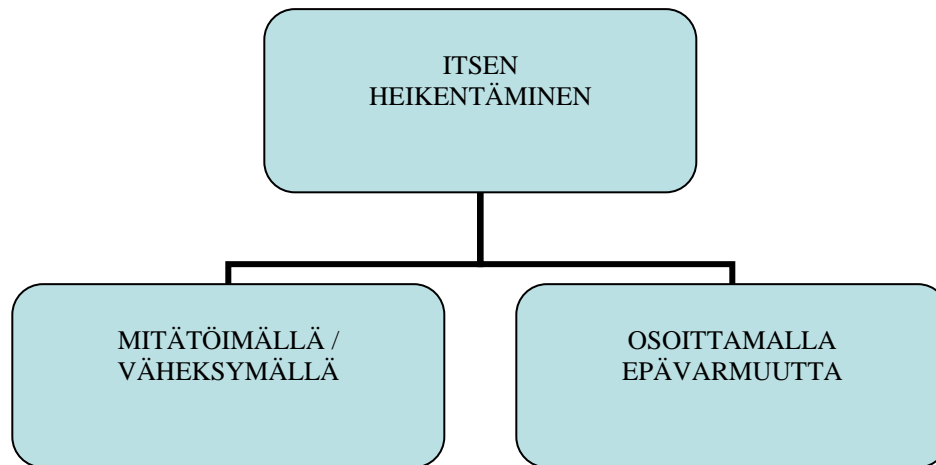 ITSEN
HEIKENTÄMINEN
MITÄTÖIMÄLLÄ /
VÄHEKSYMÄLLÄ
OSOITTAMALLA
EPÄVARMUUTTA